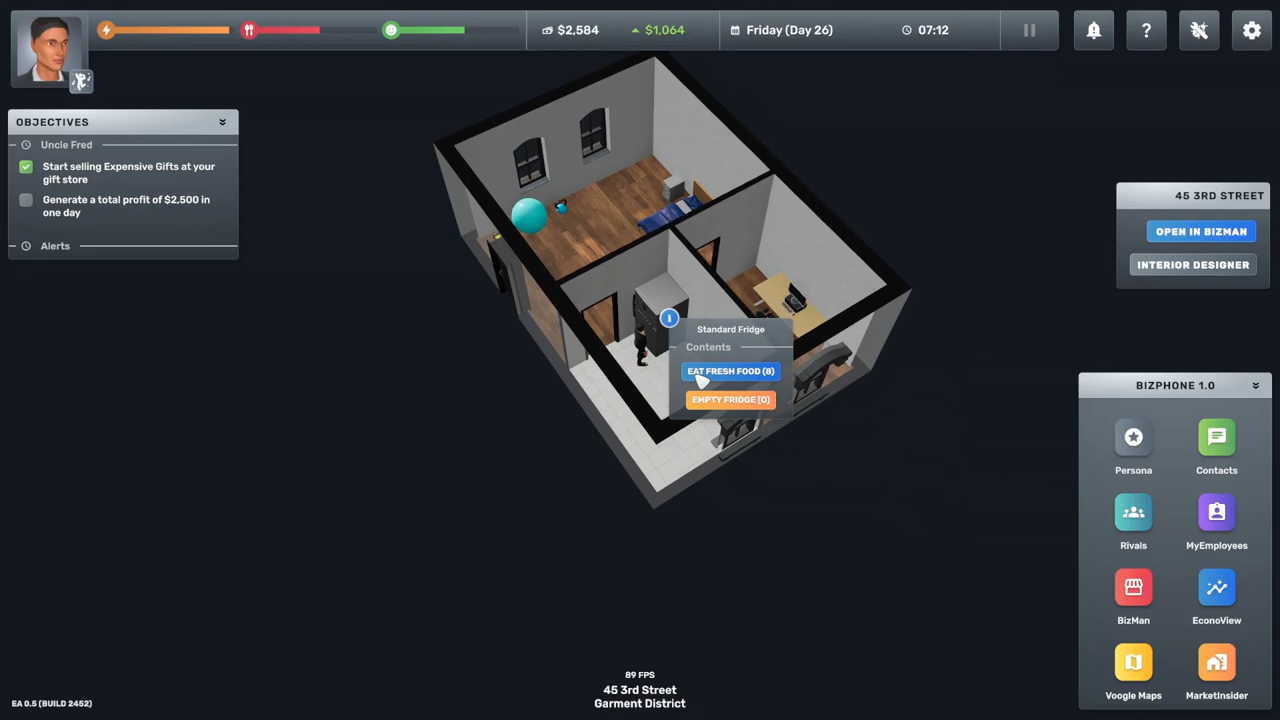 $2,584
$1,064
Friday (Day 26)
07:12
OBJECTIVES
Uncle Fred
Start selling Expensive Gifts at your
gift store
Generate a total profit of $2,500 in
one day
Alerts
45 3RD STREET
OPEN IN BIZMAN
INTERIOR DESIGNER
Standard Fridge
Contents
EAT FRESH FOOD (8)
EMPTY FRIDGE [0]
BIZPHONE 1.0
Persona
Contacts
Rivals
MyEmployees
BizMan
EconoView
Voogle Maps
MarketInsider
89 FPS
45 3rd Street
Garment District
EA 0.5 (BUILD 2452)